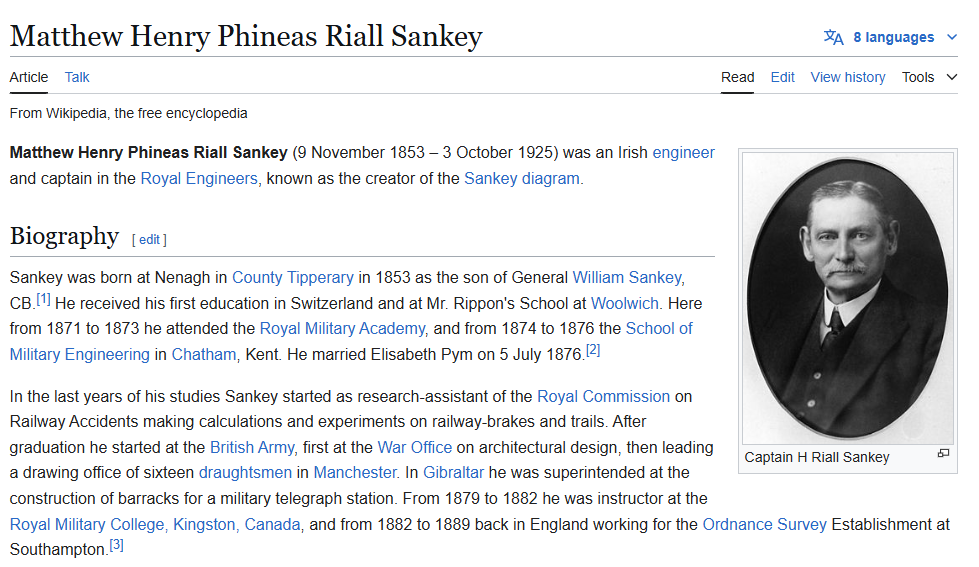 Matthew Henry Phineas Riall Sankey
8 languages
Article Talk Read Edit View history Tools
From Wikipedia, the free encyclopedia
Matthew Henry Phineas Riall Sankey (9 November 1853 – 3 October 1925) was an Irish engineer
and captain in the Royal Engineers, known as the creator of the Sankey diagram.
Biography [ edit ]
Sankey was born at Nenagh in County Tipperary in 1853 as the son of General William Sankey,
CB.[1] He received his first education in Switzerland and at Mr. Rippon's School at Woolwich. Here
from 1871 to 1873 he attended the Royal Military Academy, and from 1874 to 1876 the School of
Military Engineering in Chatham, Kent. He married Elisabeth Pym on 5 July 1876.[2]
In the last years of his studies Sankey started as research-assistant of the Royal Commission on
Railway Accidents making calculations and experiments on railway-brakes and trails. After
graduation he started at the British Army, first at the War Office on architectural design, then leading
a drawing office of sixteen draughtsmen in Manchester. In Gibraltar he was superintended at the
construction of barracks for a military telegraph station. From 1879 to 1882 he was instructor at the
Royal Military College, Kingston, Canada, and from 1882 to 1889 back in England working for the Ordnance Survey Establishment at
Southampton.[3]
Captain H Riall Sankey